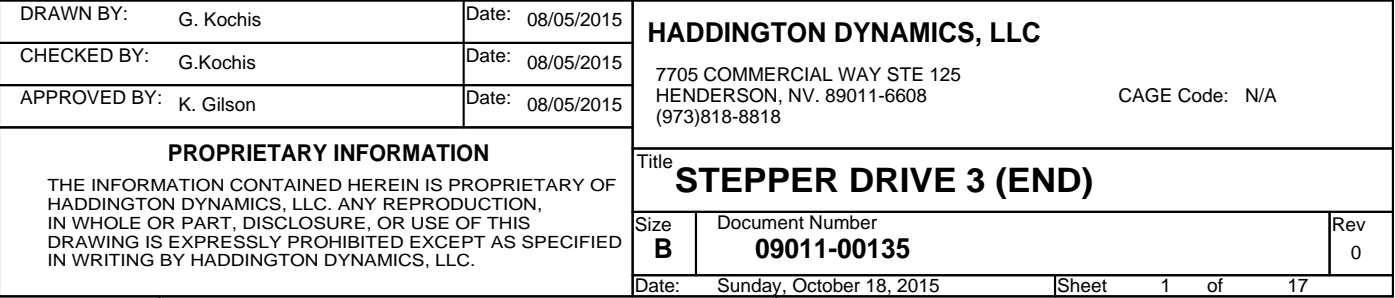 DRAWN BY: G. Kochis Date: 08/05/2015
CHECKED BY: G.Kochis Date: 08/05/2015
APPROVED BY: K. Gilson Date: 08/05/2015
PROPRIETARY INFORMATION
THE INFORMATION CONTAINED HEREIN IS PROPRIETARY OF
HADDINGTON DYNAMICS, LLC. ANY REPRODUCTION,
IN WHOLE OR PART, DISCLOSURE, OR USE OF THIS
DRAWING IS EXPRESSLY PROHIBITED EXCEPT AS SPECIFIED
IN WRITING BY HADDINGTON DYNAMICS, LLC.
HADDINGTON DYNAMICS, LLC
7705 COMMERCIAL WAY STE 125
HENDERSON, NV. 89011-6608 CAGE Code: N/A
(973)818-8818
Title STEPPER DRIVE 3 (END)
Size Document Number Rev
B 09011-00135 0
Date: Sunday, October 18, 2015 Sheet 1 of 17